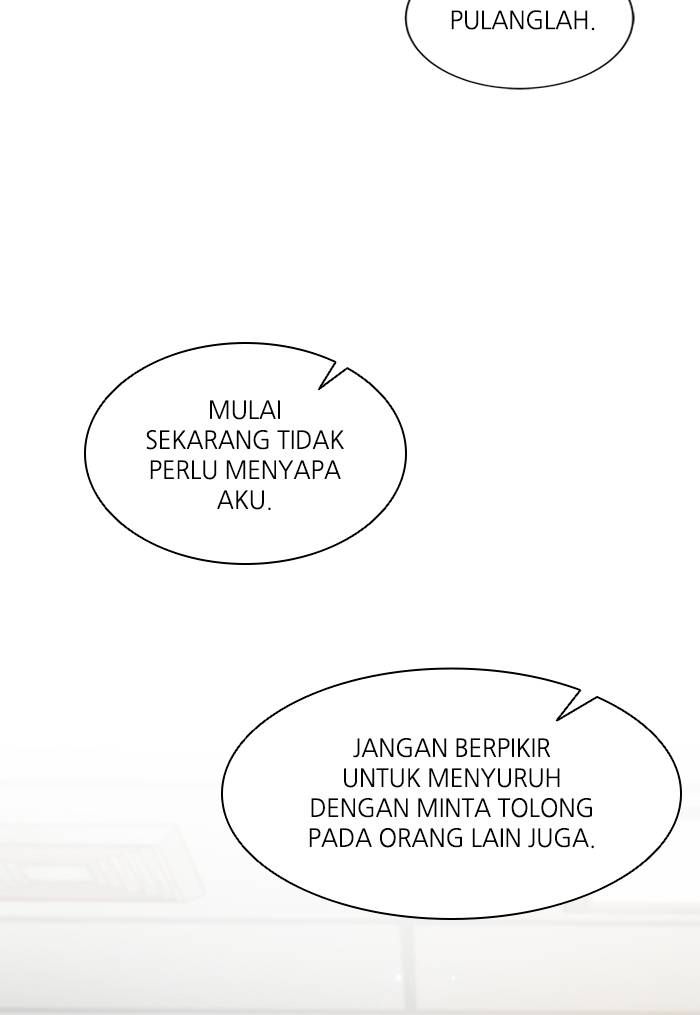 PULANGLAH.
MULAI
SEKARANG TIDAK
PERLU MENYAPA
AKU.
JANGAN BERPIKIR
UNTUK MENYURUH
DENGAN MINTA TOLONG
PADA ORANG LAIN JUGA.